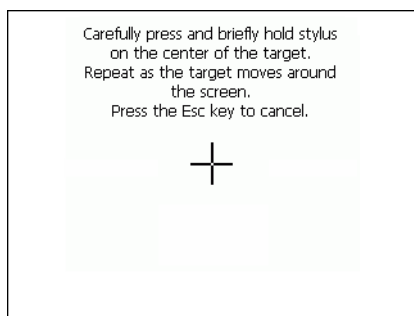 Carefully press and briefly hold stylus
on the center of the target.
Repeat as the target moves around
the screen.
Press the Esc key to cancel.